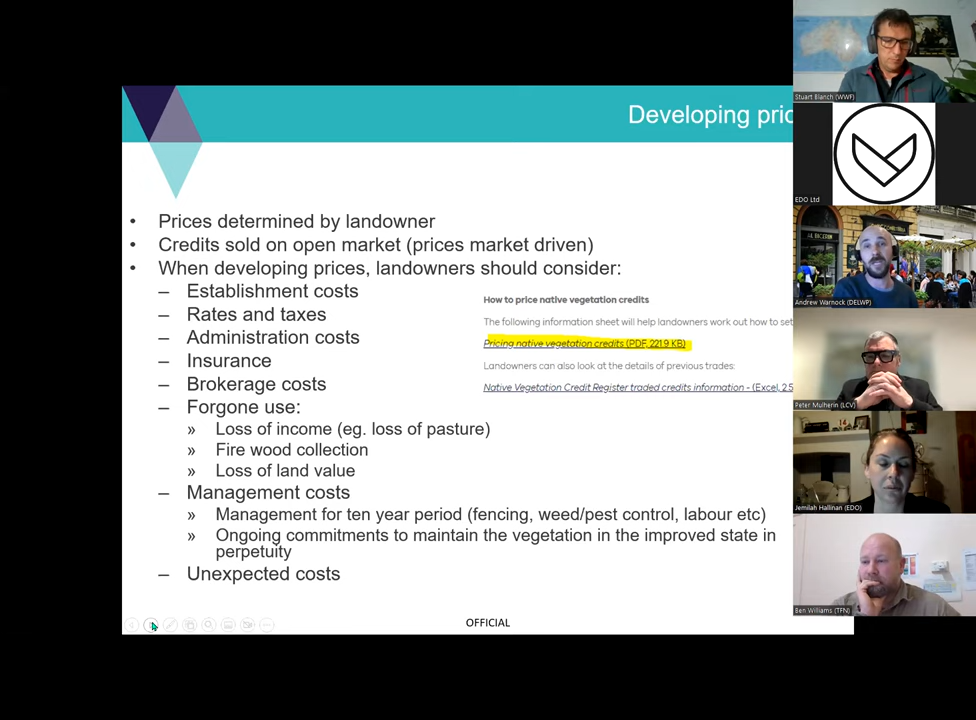 Developing pric
• Prices determined by landowner
• Credits sold on open market (prices market driven)
• When developing prices, landowners should consider:
– Establishment costs
– Rates and taxes
– Administration costs
– Insurance
– Brokerage costs
– Forgone use:
» Loss of income (eg. loss of pasture)
» Fire wood collection
» Loss of land value
– Management costs
» Management for ten year period (fencing, weed/pest control, labour etc)
» Ongoing commitments to maintain the vegetation in the improved state in
perpetuity
– Unexpected costs
How to price native vegetation credits
The following information sheet will help landowners work out how to set
Pricing native vegetation credits (PDF, 221.9 KB)
Landowners can also look at the details of previous trades:
Native Vegetation Credit Register traded credits information - (Excel, 2.5
OFFICIAL
Stuart Blanch (WWF)
EDO Ltd
Andrew Warnock (DELWP)
Peter Mulherin (LCV)
Jemilah Hallinan (EDO)
Ben Williams (TFN)